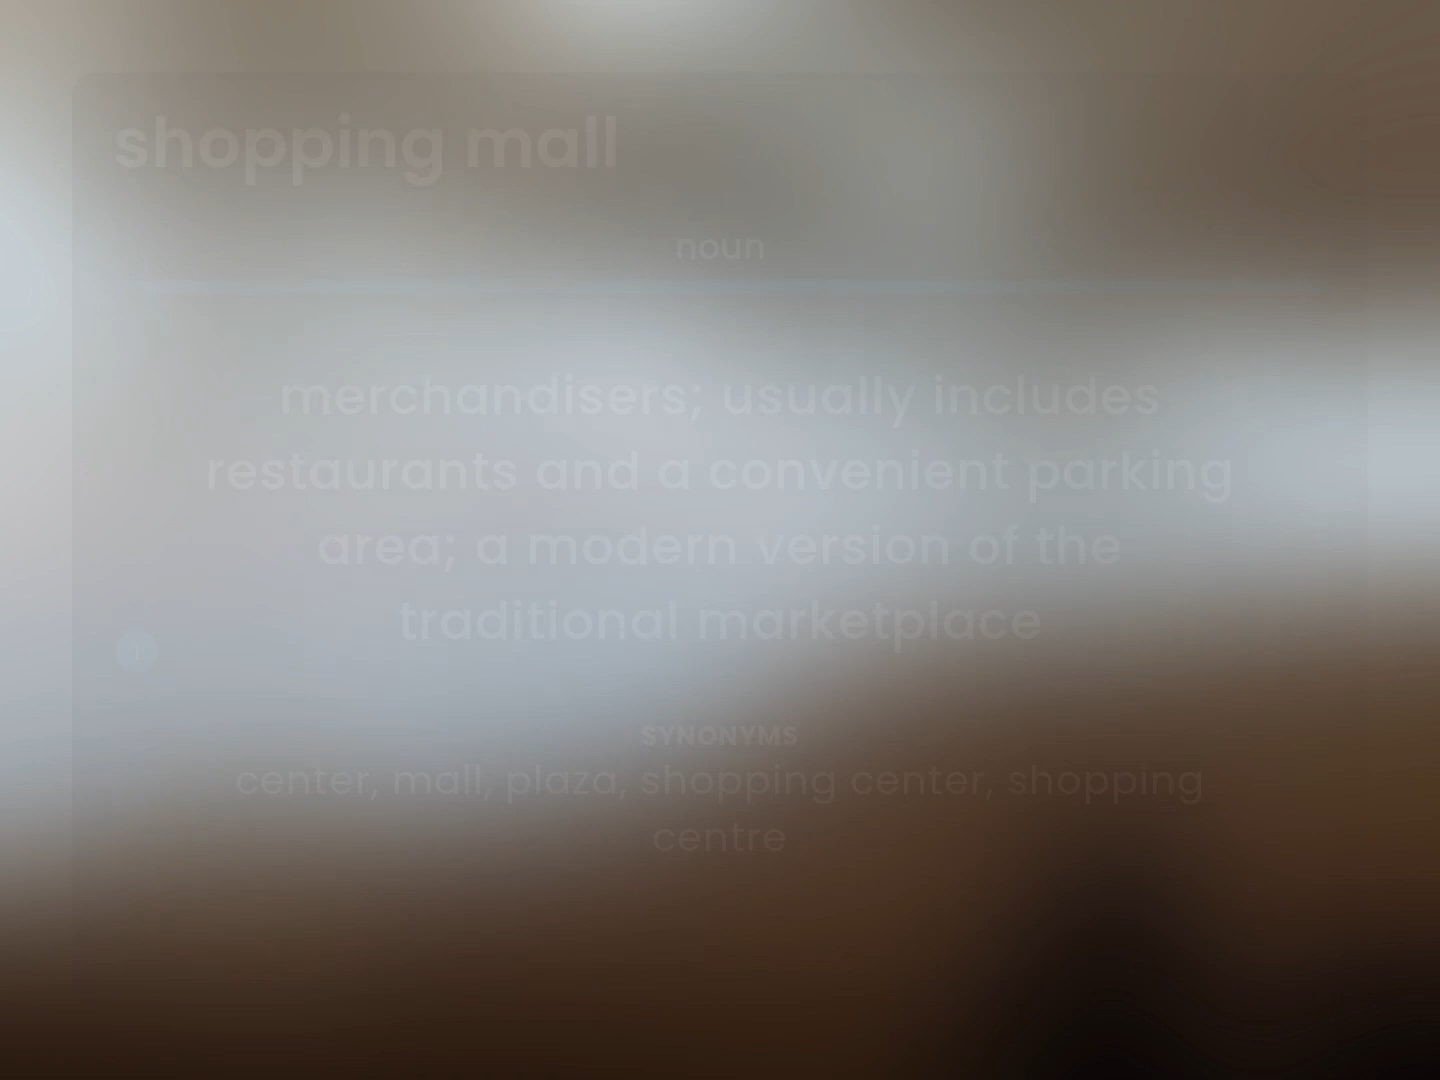 shopping mall
noun
merchandisers; usually includes
restaurants and a convenient parking
area; a modern version of the
traditional marketplace
SYNONYMS
center, mall, plaza, shopping center, shopping
centre